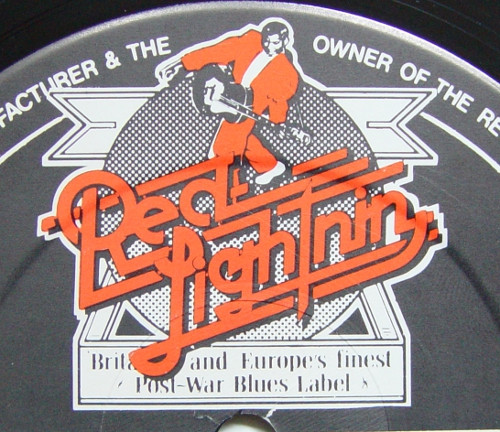 FACTURER & THE OWNER OF THE RE
Red
Lightnin
Brita and Europe's finest
Post-War Blues Label